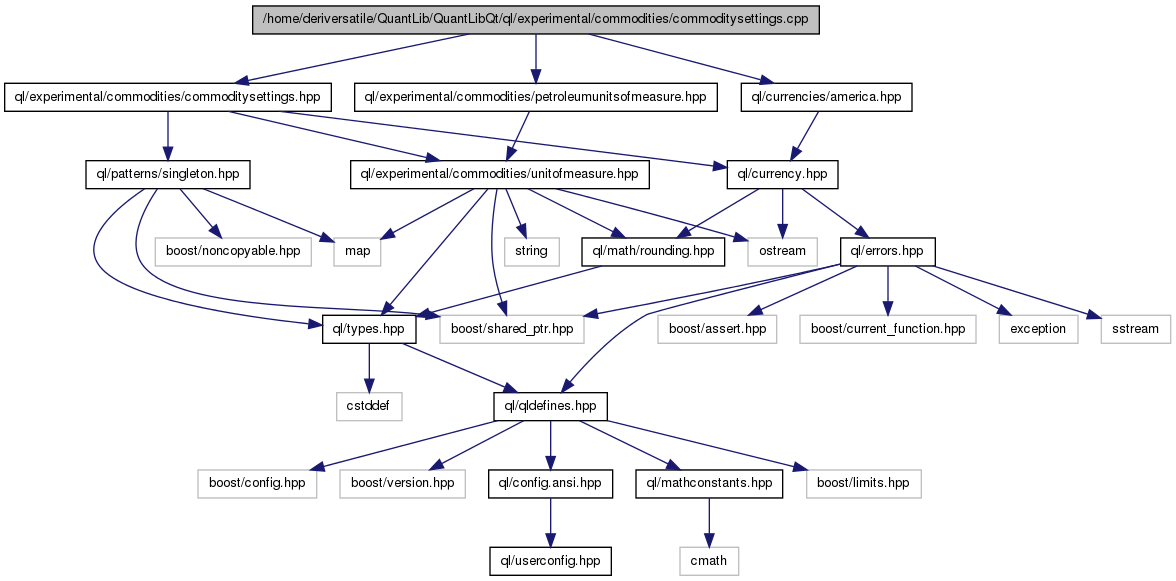 /home/deriversatile/QuantLib/QuantLibQt/ql/experimental/commodities/commoditysettings.cpp
ql/experimental/commodities/commoditysettings.hpp
ql/experimental/commodities/petroleumunitsofmeasure.hpp
ql/currencies/america.hpp
ql/patterns/singleton.hpp
ql/experimental/commodities/unitofmeasure.hpp
ql/currency.hpp
boost/noncopyable.hpp
map
string
ql/math/rounding.hpp
ostream
ql/errors.hpp
ql/types.hpp
boost/shared_ptr.hpp
boost/assert.hpp
boost/current_function.hpp
exception
sstream
cstddef
ql/qldefines.hpp
boost/config.hpp
boost/version.hpp
ql/config.ansi.hpp
ql/mathconstants.hpp
boost/limits.hpp
ql/userconfig.hpp
cmath